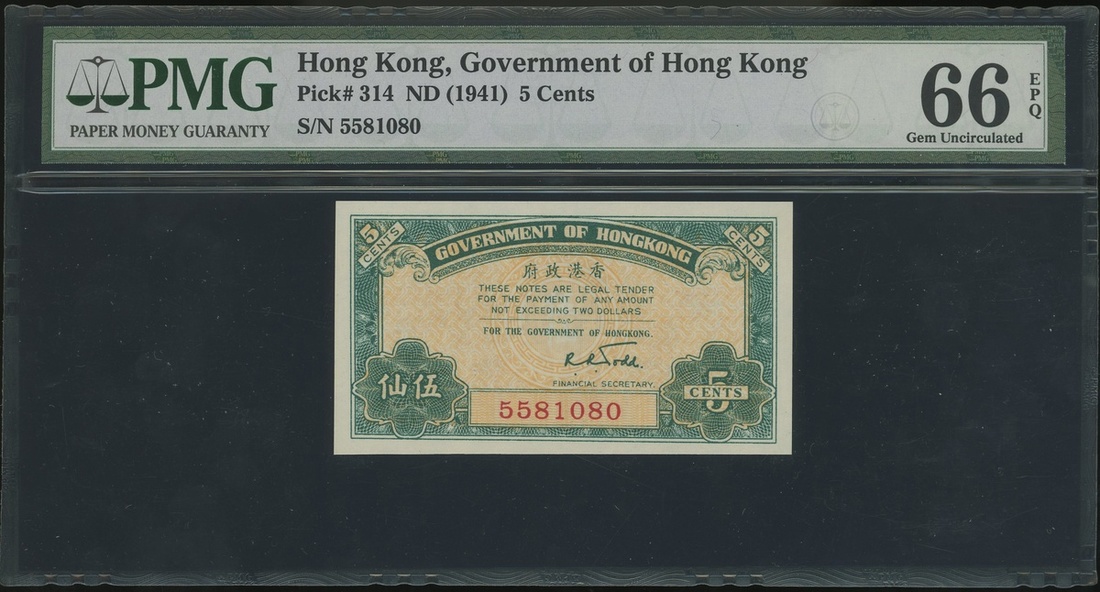 PMG
PAPER MONEY GUARANTY
Hong Kong, Government of Hong Kong
Pick# 314 ND (1941) 5 Cents
S/N 5581080
66
EPQ
Gem Uncirculated
5 CENTS
GOVERNMENT OF HONGKONG
5 CENTS
府政港香
THESE NOTES ARE LEGAL TENDER
FOR THE PAYMENT OF ANY AMOUNT
NOT EXCEEDING TWO DOLLARS
FOR THE GOVERNMENT OF HONGKONG.
R.R. Todd.
FINANCIAL SECRETARY.
仙伍
5 CENTS
5581080